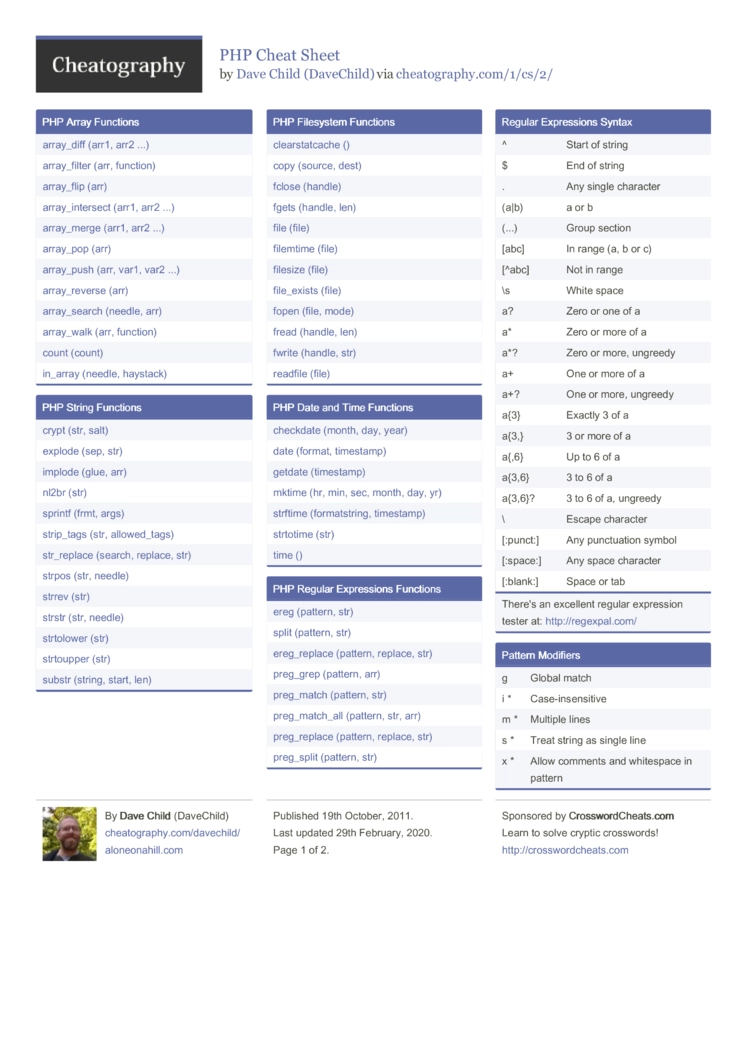 Cheatography
PHP Cheat Sheet
by Dave Child (DaveChild) via cheatography.com/1/cs/2/
PHP Array Functions
array_diff (arr1, arr2 ...)
array_filter (arr, function)
array_flip (arr)
array_intersect (arr1, arr2 ...)
array_merge (arr1, arr2 ...)
array_pop (arr)
array_push (arr, var1, var2 ...)
array_reverse (arr)
array_search (needle, arr)
array_walk (arr, function)
count (count)
in_array (needle, haystack)
PHP String Functions
crypt (str, salt)
explode (sep, str)
implode (glue, arr)
nl2br (str)
sprintf (frmt, args)
strip_tags (str, allowed_tags)
str_replace (search, replace, str)
strpos (str, needle)
strrev (str)
strstr (str, needle)
strtolower (str)
strtoupper (str)
substr (string, start, len)
PHP Filesystem Functions
clearstatcache ()
copy (source, dest)
fclose (handle)
fgets (handle, len)
file (file)
filemtime (file)
filesize (file)
file_exists (file)
fopen (file, mode)
fread (handle, len)
fwrite (handle, str)
readfile (file)
PHP Date and Time Functions
checkdate (month, day, year)
date (format, timestamp)
getdate (timestamp)
mktime (hr, min, sec, month, day, yr)
strftime (formatstring, timestamp)
strtotime (str)
time ()
PHP Regular Expressions Functions
ereg (pattern, str)
split (pattern, str)
ereg_replace (pattern, replace, str)
preg_grep (pattern, arr)
preg_match (pattern, str)
preg_match_all (pattern, str, arr)
preg_replace (pattern, replace, str)
preg_split (pattern, str)
Regular Expressions Syntax
^ Start of string
$ End of string
. Any single character
(a|b) a or b
(...) Group section
[abc] In range (a, b or c)
[^abc] Not in range
\s White space
a? Zero or one of a
a* Zero or more of a
a*? Zero or more, ungreedy
a+ One or more of a
a+? One or more, ungreedy
a{3} Exactly 3 of a
a{3,} 3 or more of a
a{,6} Up to 6 of a
a{3,6} 3 to 6 of a
a{3,6}? 3 to 6 of a, ungreedy
\ Escape character
[:punct:] Any punctuation symbol
[:space:] Any space character
[:blank:] Space or tab
There's an excellent regular expression
tester at: http://regexpal.com/
Pattern Modifiers
g Global match
i * Case-insensitive
m * Multiple lines
s * Treat string as single line
x * Allow comments and whitespace in
pattern
By Dave Child (DaveChild)
cheatography.com/davechild/
aloneonahill.com
Published 19th October, 2011.
Last updated 29th February, 2020.
Page 1 of 2.
Sponsored by CrosswordCheats.com
Learn to solve cryptic crosswords!
http://crosswordcheats.com